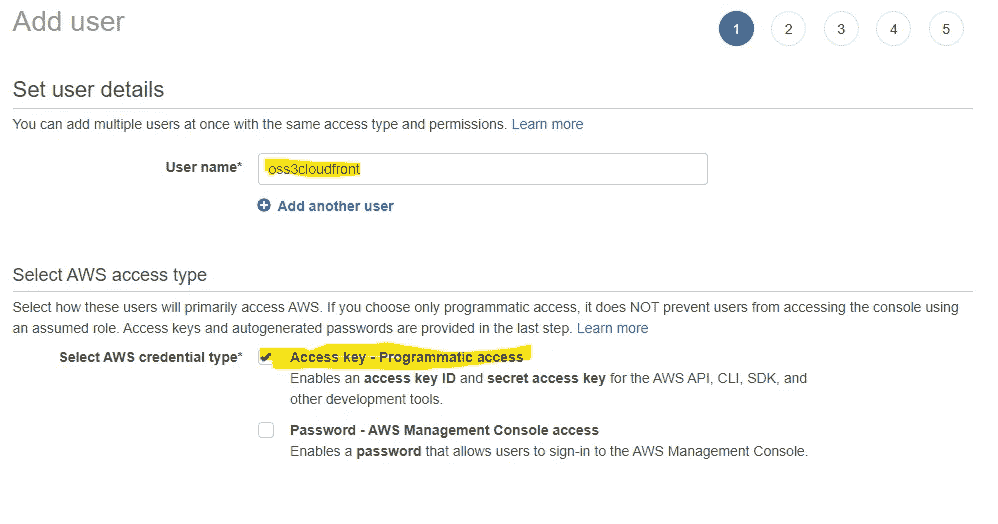 Add user
1 2 3 4 5
Set user details
You can add multiple users at once with the same access type and permissions. Learn more
User name* oss3cloudfront
Add another user
Select AWS access type
Select how these users will primarily access AWS. If you choose only programmatic access, it does NOT prevent users from accessing the console using
an assumed role. Access keys and autogenerated passwords are provided in the last step. Learn more
Select AWS credential type* Access key - Programmatic access
Enables an access key ID and secret access key for the AWS API, CLI, SDK, and
other development tools.
Password - AWS Management Console access
Enables a password that allows users to sign-in to the AWS Management Console.